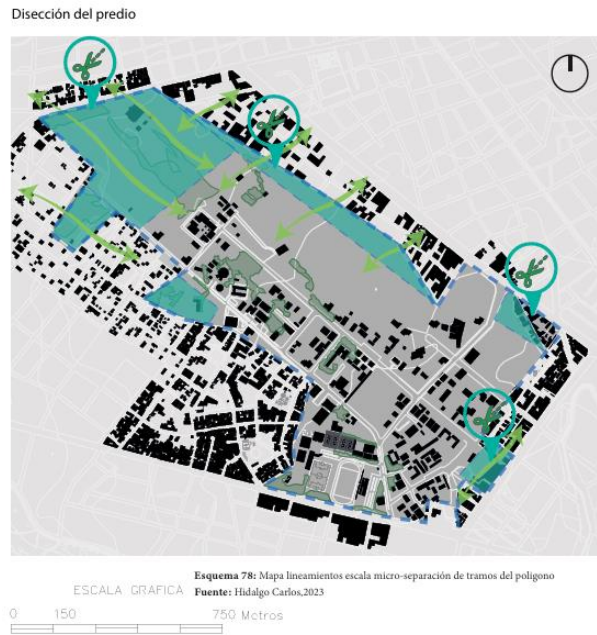 Disección del predio
Esquema 78: Mapa lineamientos escala micro-separación de tramos del polígono
ESCALA GRAFICA
Fuente: Hidalgo Carlos,2023
0 150 750 Metros